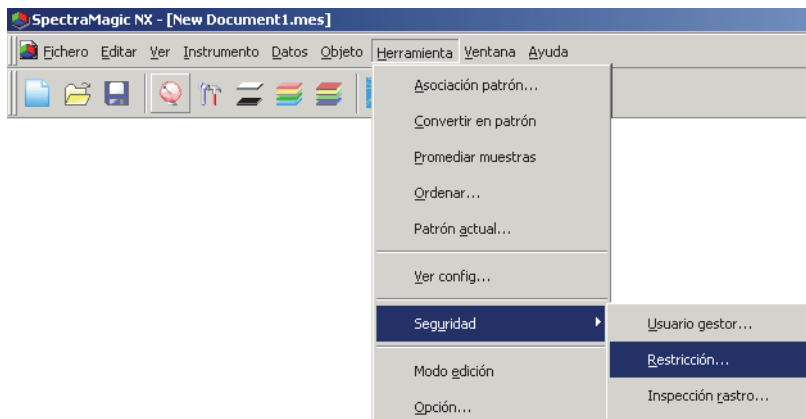 SpectraMagic NX - [New Document1.mes]
Fichero Editar Ver Instrumento Datos Objeto Herramienta Ventana Ayuda
Asociación patrón...
Convertir en patrón
Promediar muestras
Ordenar...
Patrón actual...
Ver config...
Seguridad
Usuario gestor...
Restricción...
Modo edición
Inspección rastro...
Opción...